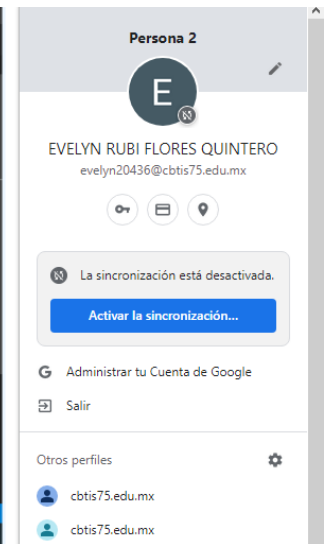 Persona 2
E
EVELYN RUBI FLORES QUINTERO
evelyn20436@cbtis75.edu.mx
La sincronización está desactivada.
Activar la sincronización...
G Administrar tu Cuenta de Google
Salir
Otros perfiles
cbtis75.edu.mx
cbtis75.edu.mx